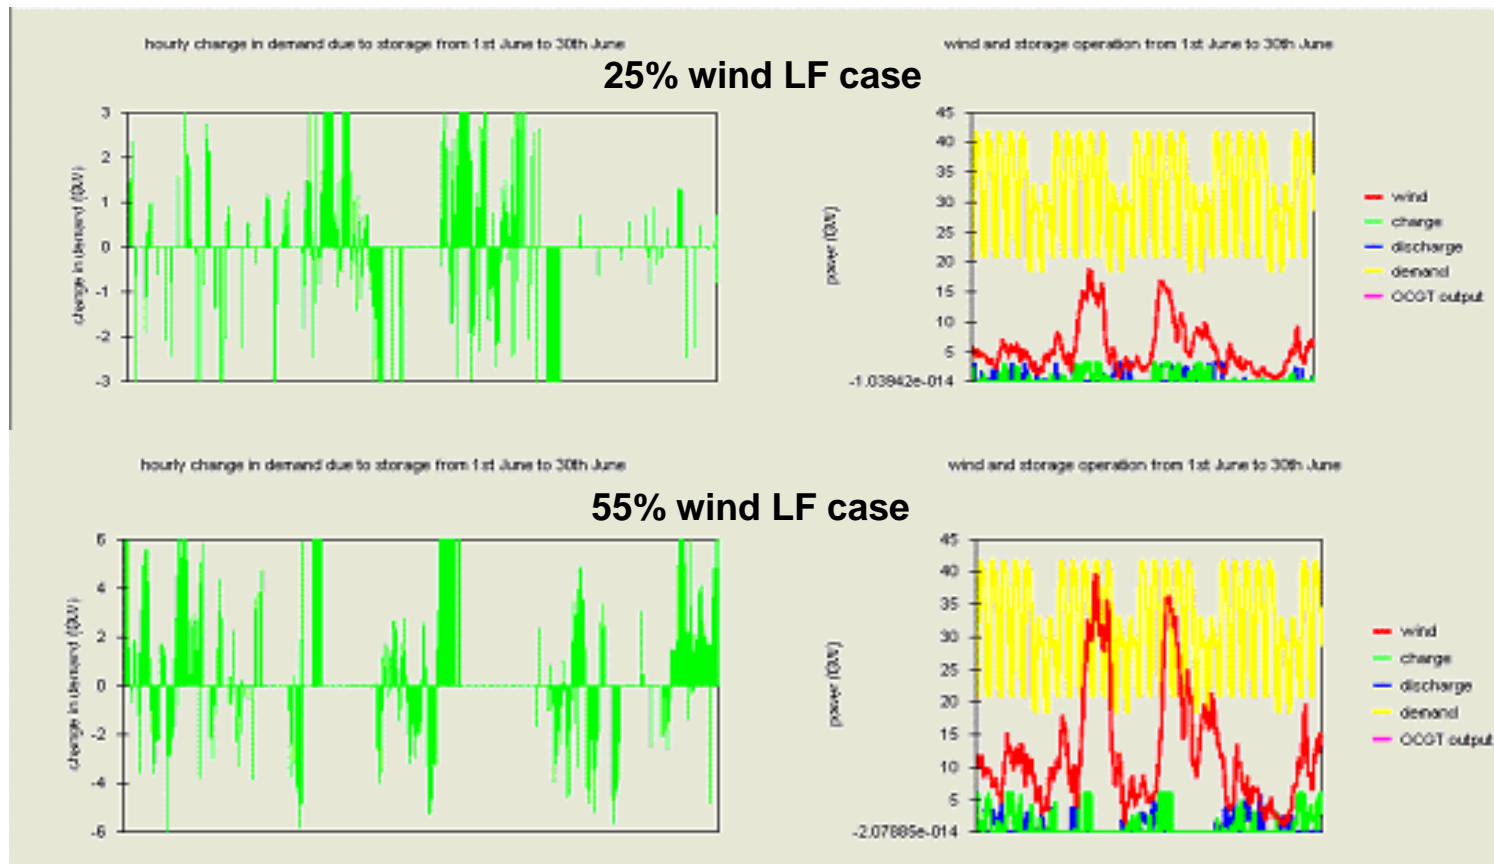 hourly change in demand due to storage from 1st June to 30th June
wind and storage operation from 1st June to 30th June
25% wind LF case
change in demand (GW)
3
2
1
0
-1
-2
-3
power (GW)
45
40
35
30
25
20
15
10
5
-1.03942e-014
wind
charge
discharge
demand
OCGT output
hourly change in demand due to storage from 1st June to 30th June
wind and storage operation from 1st June to 30th June
55% wind LF case
change in demand (GW)
6
4
2
0
-2
-4
-6
power (GW)
45
40
35
30
25
20
15
10
5
-2.07885e-014
wind
charge
discharge
demand
OCGT output